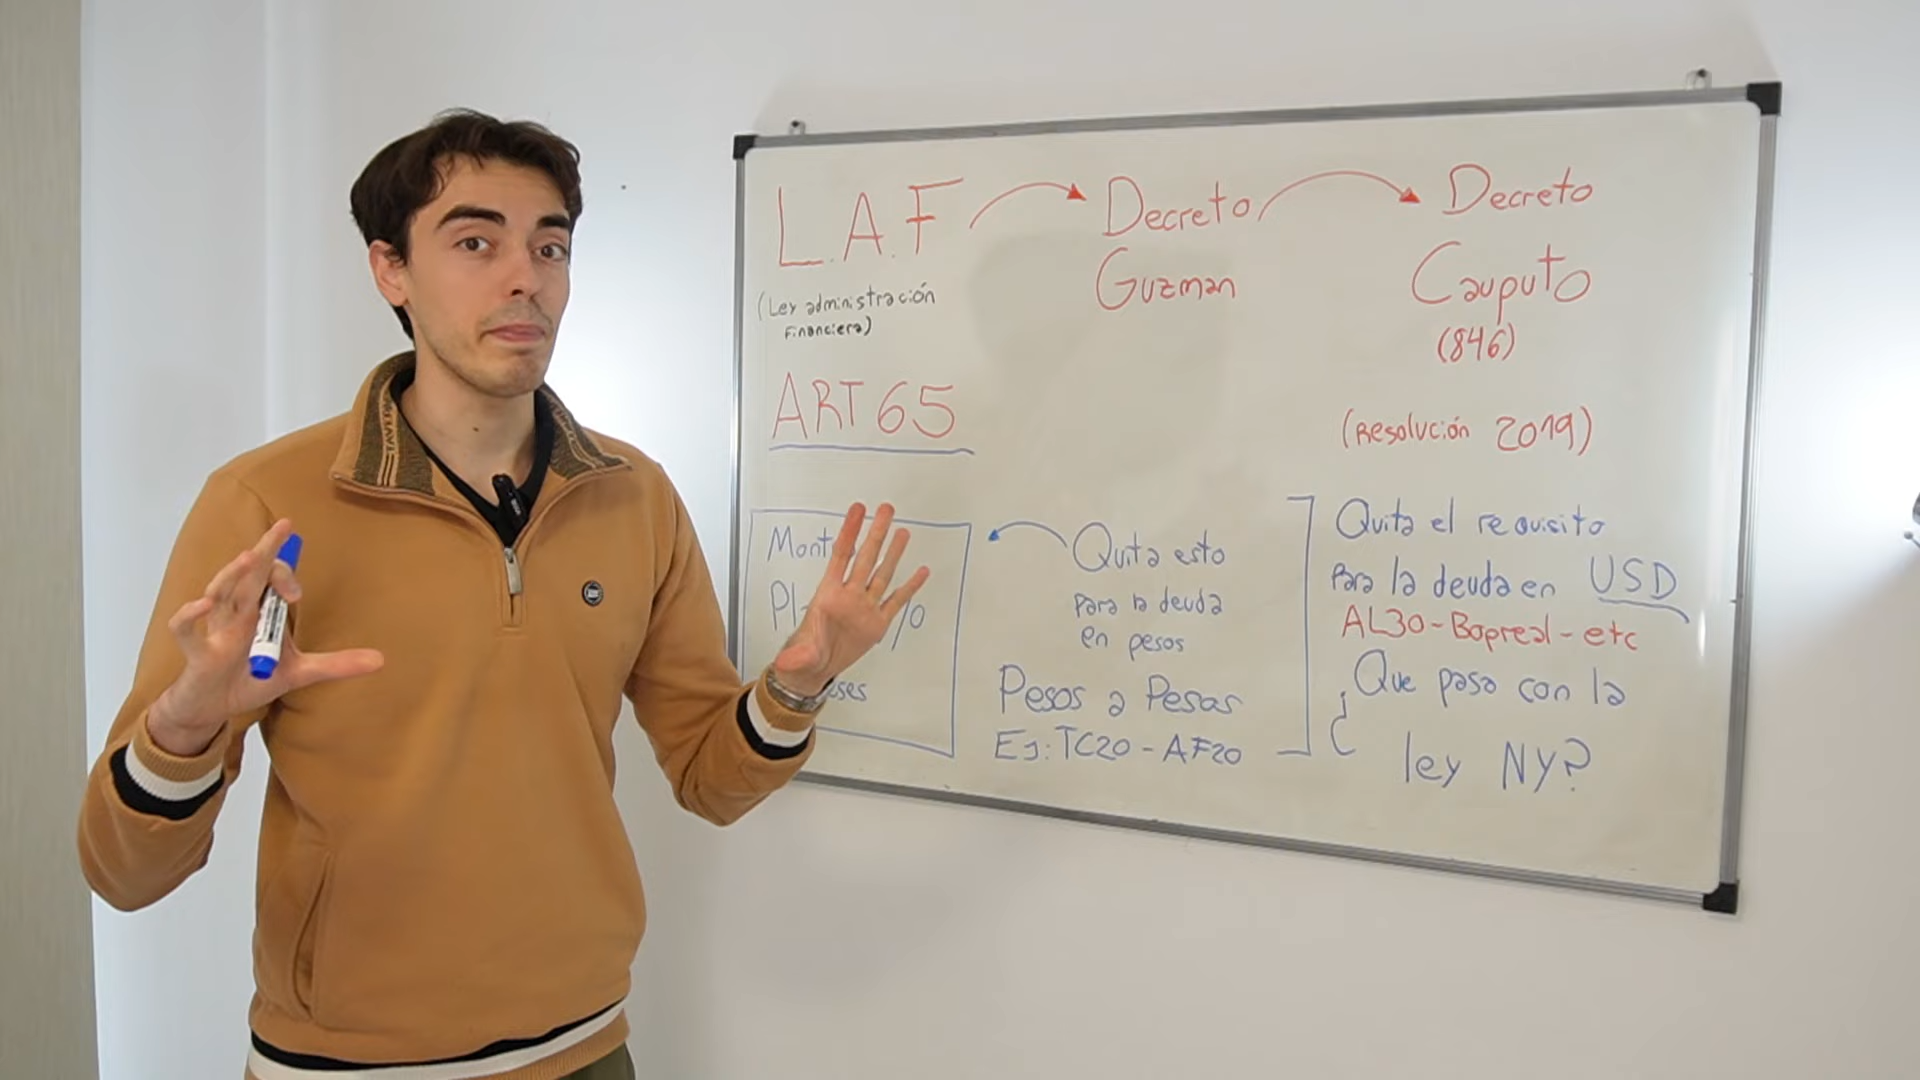 L.A.F
(Ley administración
Financiera)
ART 65
Decreto
Guzman
Decreto
Cauputo
(846)
(Resolución 2019)
Quita esto
para la deuda
en pesos
Pesos a Pesar
Ej: TC20 - AF20
Quita el requisito
para la deuda en USD
AL30 - Bopreal - etc
¿Que pasa con la
ley NY?